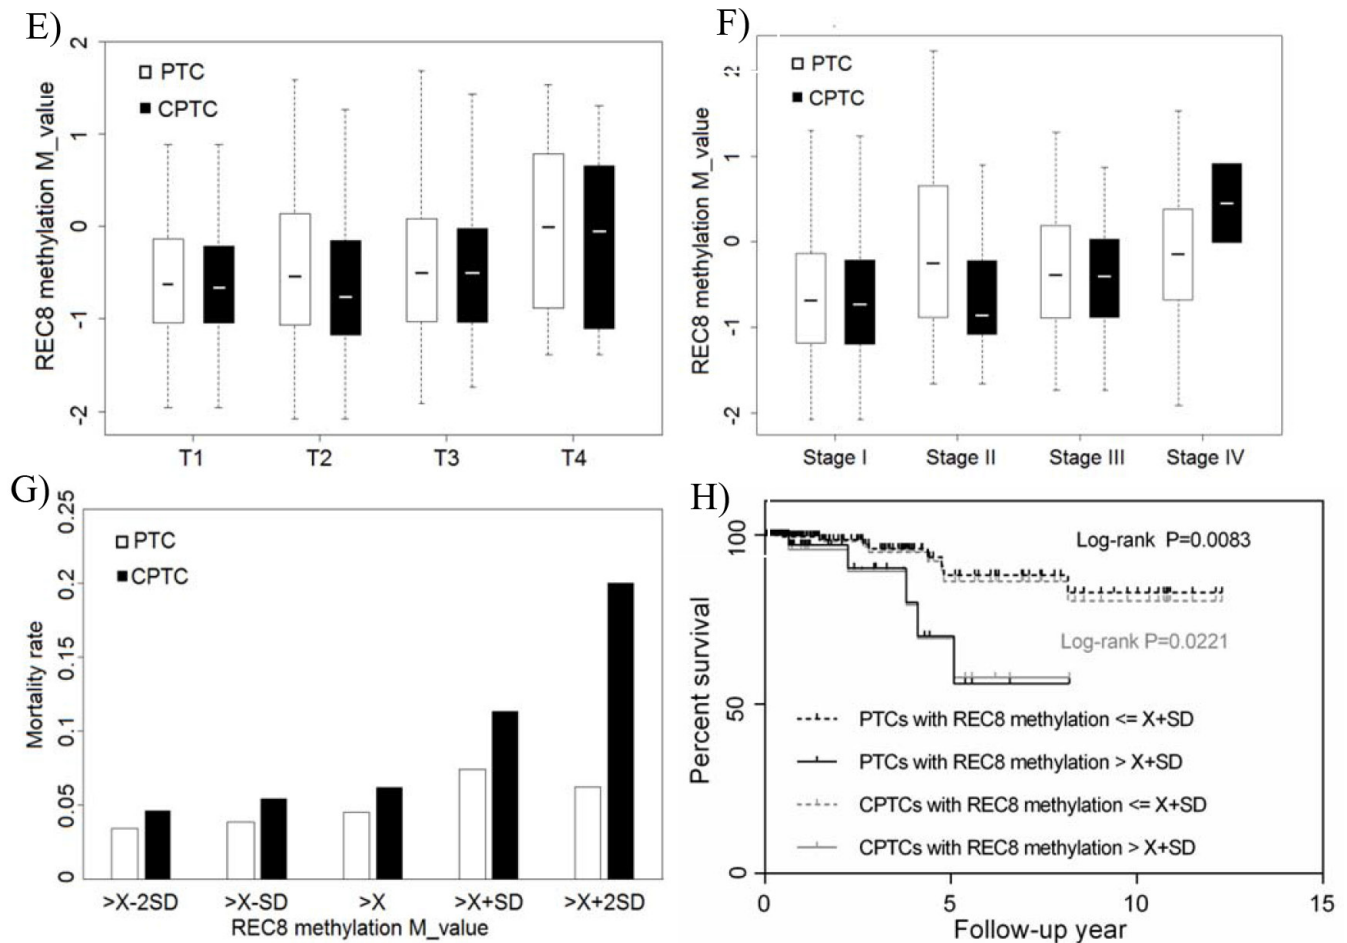 E)
REC8 methylation M_value
2
1
0
-1
-2
PTC
CPTC
T1 T2 T3 T4
F)
REC8 methylation M_value
2
1
0
-1
-2
PTC
CPTC
Stage I Stage II Stage III Stage IV
G)
Mortality rate
0.25
0.2
0.15
0.1
0.05
0
PTC
CPTC
>X-2SD >X-SD >X >X+SD >X+2SD
REC8 methylation M_value
H)
Percent survival
100
50
0
Log-rank P=0.0083
Log-rank P=0.0221
PTCs with REC8 methylation <= X+SD
PTCs with REC8 methylation > X+SD
CPTCs with REC8 methylation <= X+SD
CPTCs with REC8 methylation > X+SD
0 5 10 15
Follow-up year